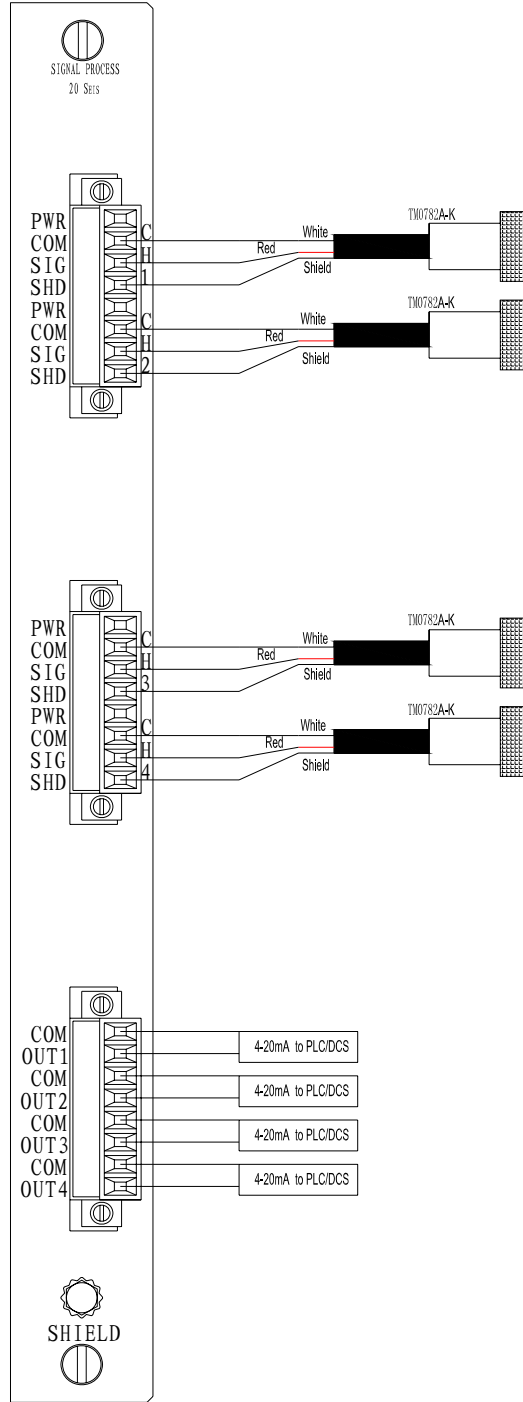 SIGNAL PROCESS
20 SEIS
PWR
COM
SIG
SHD
PWR
COM
SIG
SHD
C
H
1
C
H
2
White
Red
Shield
TM0782A-K
White
Red
Shield
TM0782A-K
PWR
COM
SIG
SHD
PWR
COM
SIG
SHD
C
H
3
C
H
4
White
Red
Shield
TM0782A-K
White
Red
Shield
TM0782A-K
COM
OUT1
COM
OUT2
COM
OUT3
COM
OUT4
4-20mA to PLC/DCS
4-20mA to PLC/DCS
4-20mA to PLC/DCS
4-20mA to PLC/DCS
SHIELD